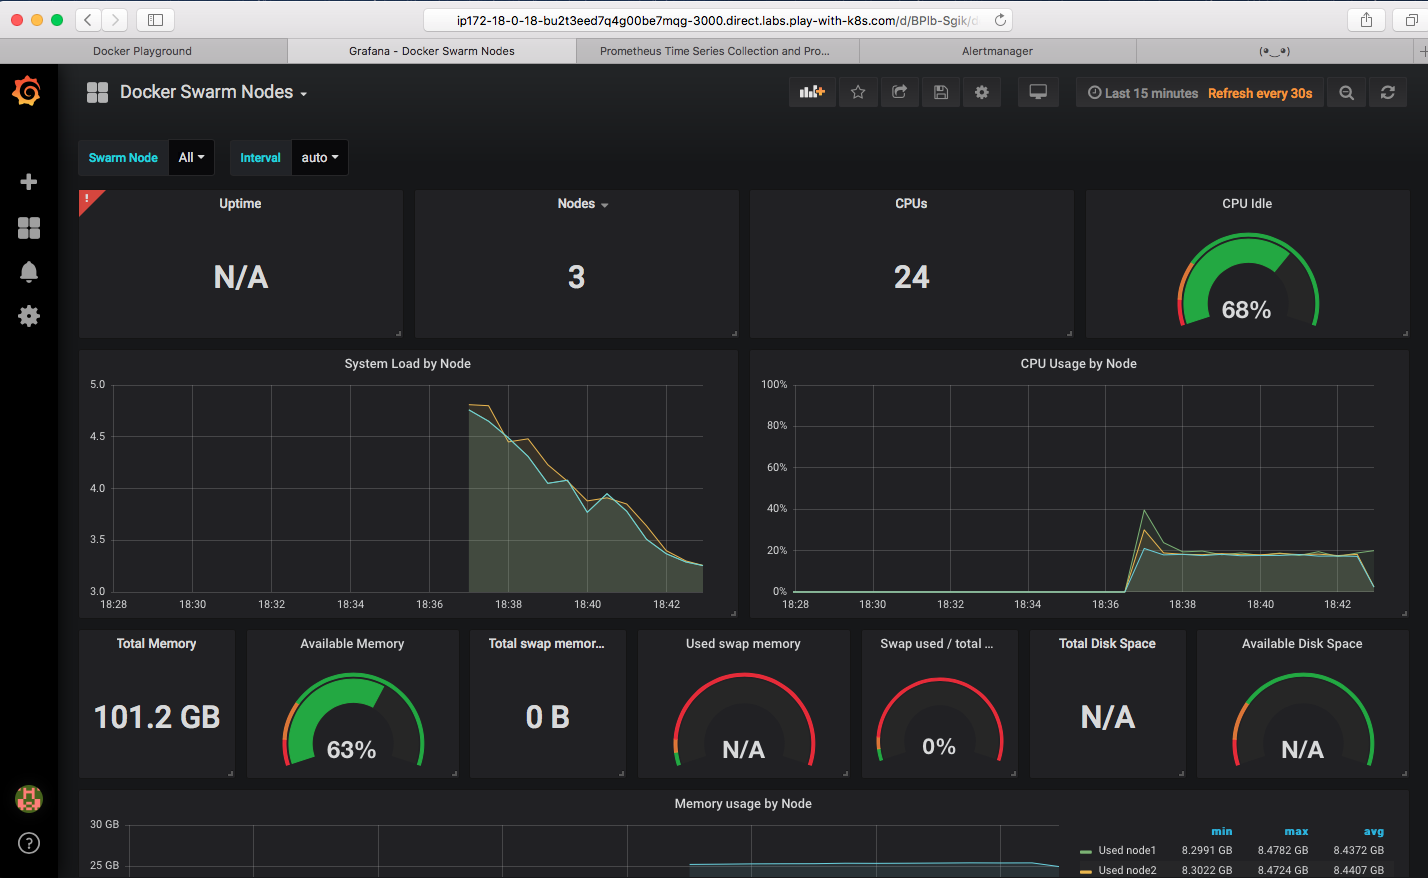 ip172-18-0-18-bu2t3eed7q4g00be7mqg-3000.direct.labs.play-with-k8s.com/d/BPlb-Sgik/d
Docker Playground
Grafana - Docker Swarm Nodes
Prometheus Time Series Collection and Pro...
Alertmanager
Docker Swarm Nodes
Last 15 minutes Refresh every 30s
Swarm Node All
Interval auto
!
Uptime
N/A
Nodes
3
CPUs
24
CPU Idle
68%
System Load by Node
5.0
4.5
4.0
3.5
3.0
18:28 18:30 18:32 18:34 18:36 18:38 18:40 18:42
CPU Usage by Node
100%
80%
60%
40%
20%
0%
18:28 18:30 18:32 18:34 18:36 18:38 18:40 18:42
Total Memory
101.2 GB
Available Memory
63%
Total swap memor...
0 B
Used swap memory
N/A
Swap used / total ...
0%
Total Disk Space
N/A
Available Disk Space
N/A
Memory usage by Node
30 GB
25 GB
min max avg
Used node1 8.2991 GB 8.4782 GB 8.4372 GB
Used node2 8.3022 GB 8.4724 GB 8.4407 GB
?